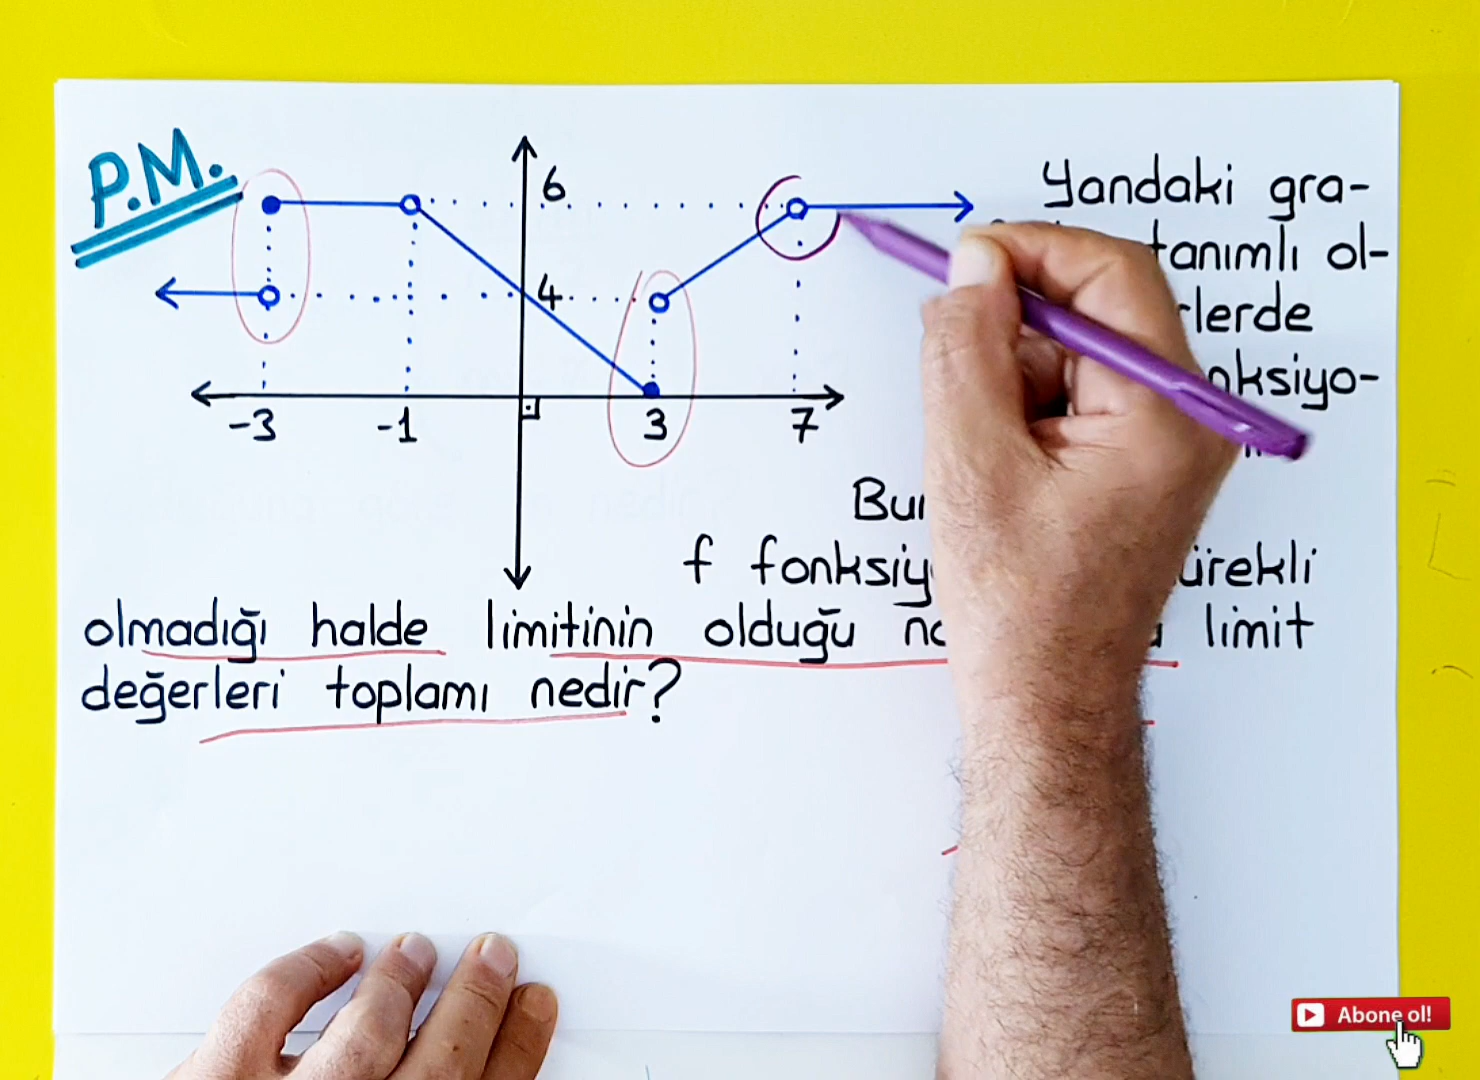 P.M.
6
4
-3 -1 3 7
Yandaki gra-
tanımlı ol-
rlerde
nksiyo-
Bu
f fonksiy ürekli
olmadığı halde limitinin olduğu limit
değerleri toplamı nedir?
Abone ol!